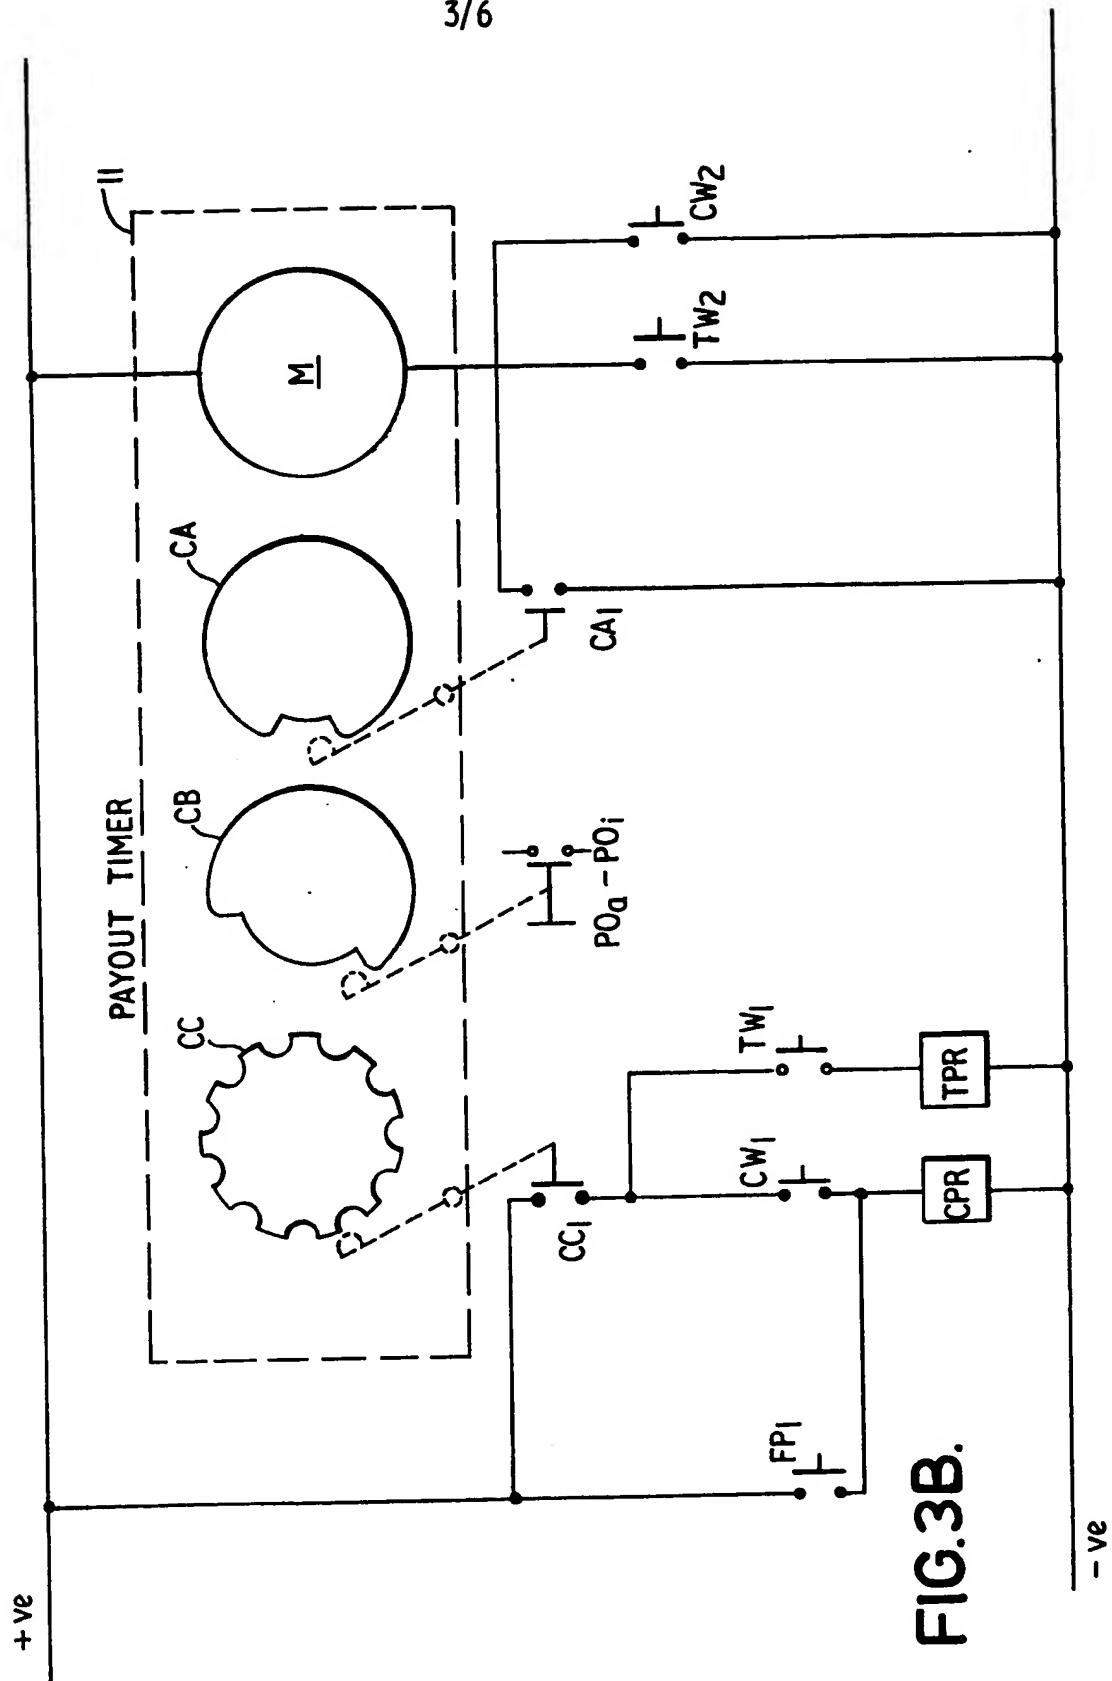 3/6
+ve
PAYOUT TIMER
11
CC
CB
CA
M
CC1
POa - POi
CA1
FP1
CW1
TW1
TW2
CW2
CPR
TPR
FIG.3B.
-ve